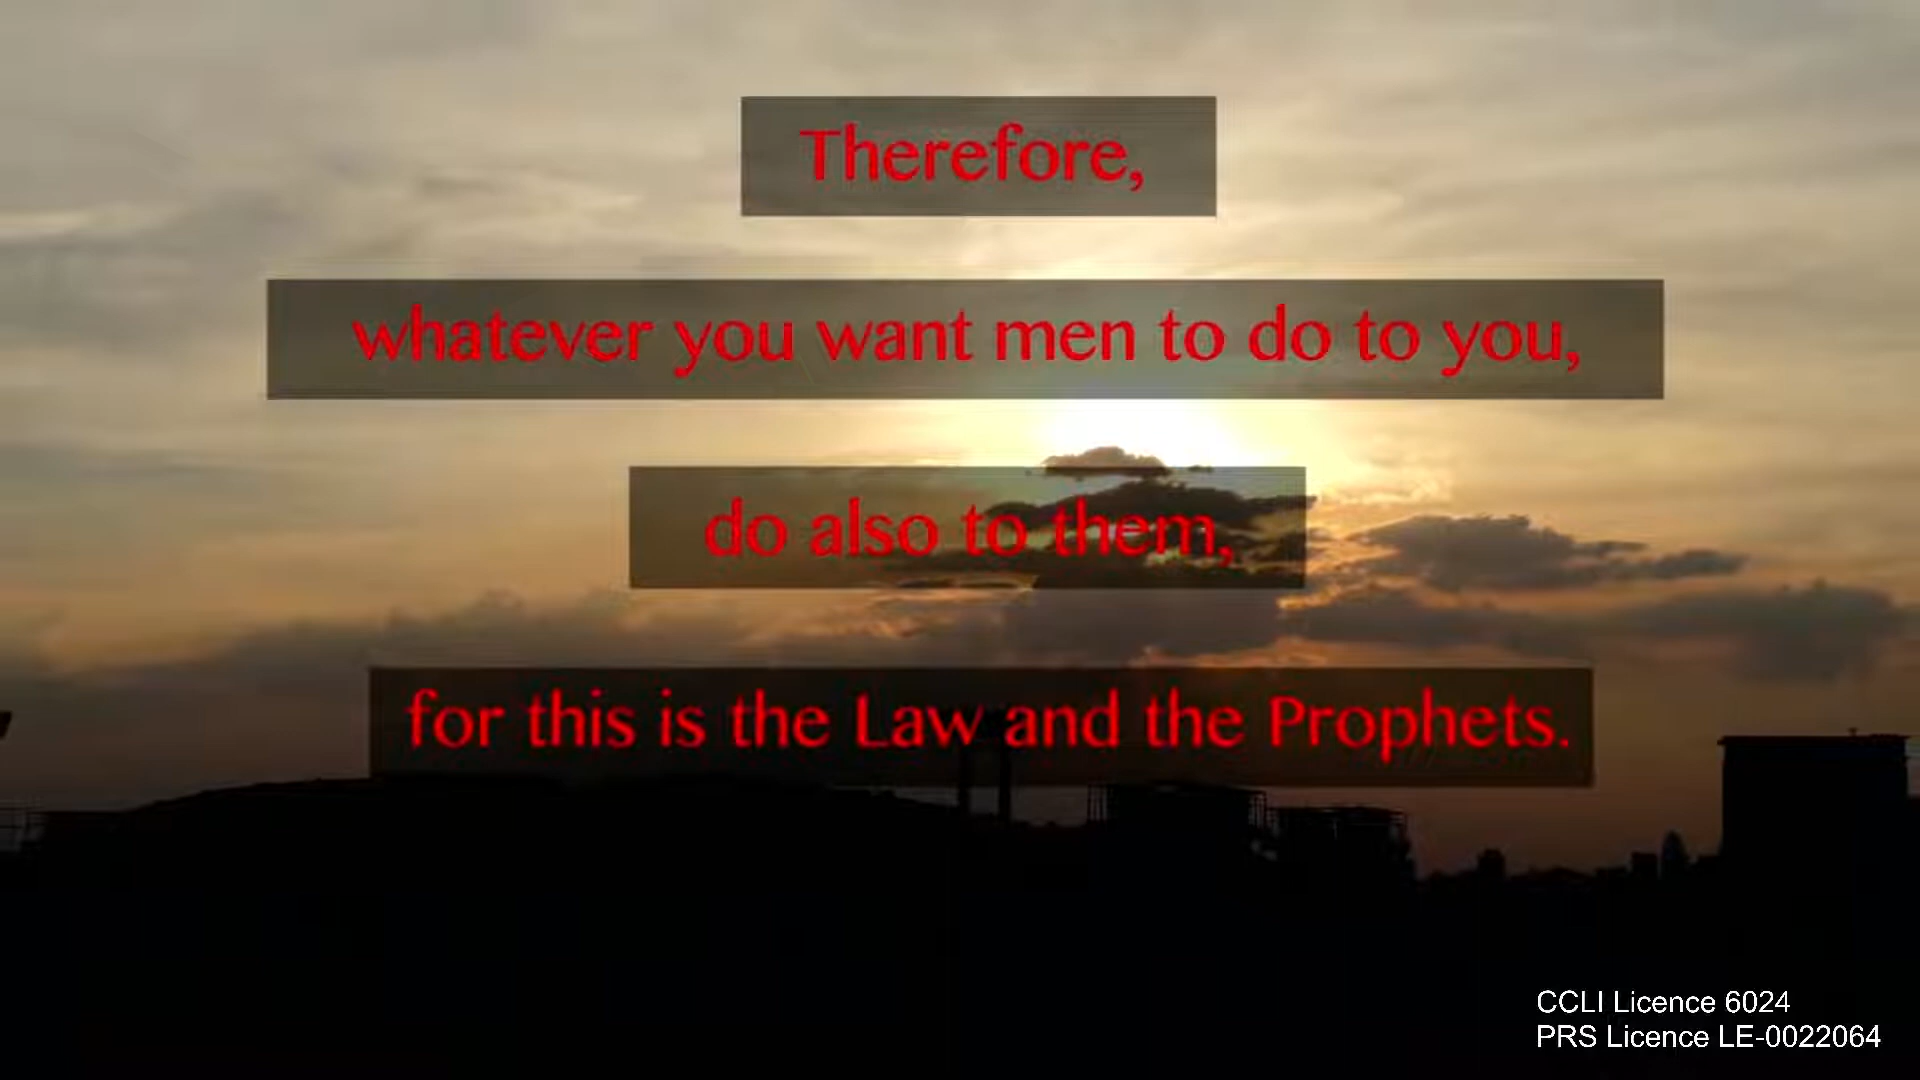 Therefore,
whatever you want men to do to you,
do also to them,
for this is the Law and the Prophets.
CCLI Licence 6024
PRS Licence LE-0022064